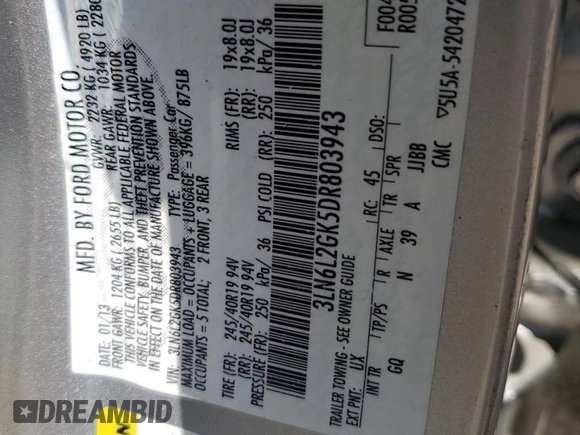 MFD. BY FORD MOTOR CO.
DATE: 01/13
GVWR: 2232 KG ( 4920 LB)
FRONT GAWR: 1204 KG ( 2655 LB)
REAR GAWR: 1034 KG ( 228
THIS VEHICLE CONFORMS TO ALL APPLICABLE FEDERAL MOTOR
VEHICLE SAFETY, BUMPER, AND THEFT PREVENTION STANDARDS
IN EFFECT ON THE DATE OF MANUFACTURE SHOWN ABOVE.
VIN: 3LN6L2GK5DR803943
TYPE: Passenger Car
MAXIMUM LOAD = OCCUPANTS + LUGGAGE = 396KG/ 875LB
OCCUPANTS = 5 TOTAL; 2 FRONT, 3 REAR
TIRE (FR): 245/40R19 94V RIMS (FR): 19x8.0J
(RR): 245/40R19 94V (RR): 19x8.0J
PRESSURE (FR): 250 kPa/ 36 PSI COLD (RR): 250 kPa/ 36
3LN6L2GK5DR803943
TRAILER TOWING - SEE OWNER GUIDE
F004
R005
EXT PNT: UX RC: 45 DSO:
INT TR TP/PS R AXLE TR SPR
GQ N 39 A JJBB
CMC ▽5U5A-5420472
DREAMBID